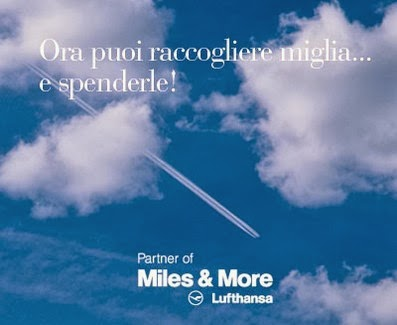 Ora puoi raccogliere miglia...
e spenderle!
Partner of
Miles & More
Lufthansa